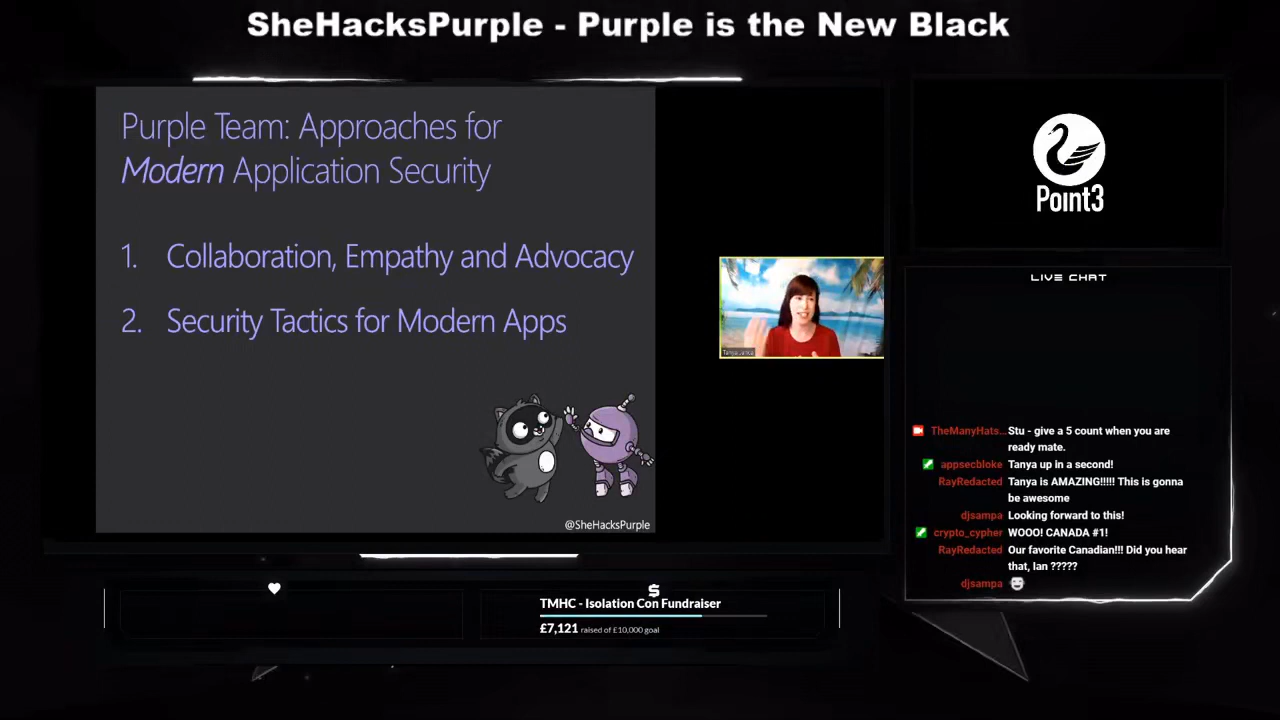 SheHacksPurple - Purple is the New Black
Purple Team: Approaches for
Modern Application Security
1. Collaboration, Empathy and Advocacy
2. Security Tactics for Modern Apps
@SheHacksPurple
Tanya Janca
Point3
LIVE CHAT
TheManyHats... Stu - give a 5 count when you are
ready mate.
appsecbloke Tanya up in a second!
RayRedacted Tanya is AMAZING!!!!! This is gonna
be awesome
djsampa Looking forward to this!
crypto_cypher WOOO! CANADA #1!
RayRedacted Our favorite Canadian!!! Did you hear
that, Ian ?????
djsampa
$
TMHC - Isolation Con Fundraiser
£7,121 raised of £10,000 goal